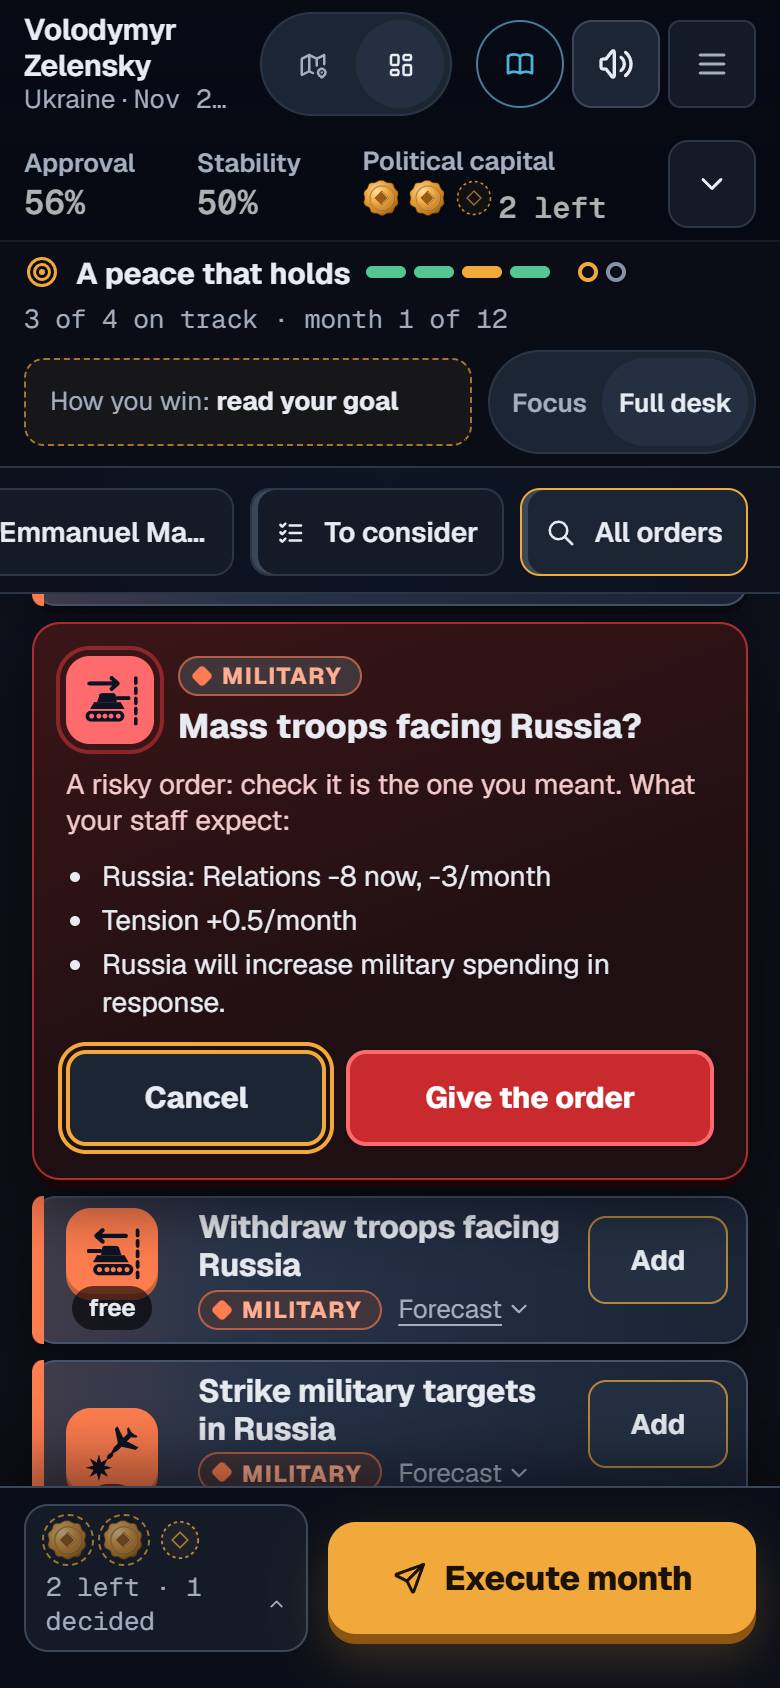 Volodymyr
Zelensky
Ukraine · Nov 2...
Approval
56%
Stability
50%
Political capital
2 left
A peace that holds
3 of 4 on track · month 1 of 12
How you win: read your goal
Focus
Full desk
Emmanuel Ma...
To consider
All orders
MILITARY
Mass troops facing Russia?
A risky order: check it is the one you meant. What
your staff expect:
• Russia: Relations -8 now, -3/month
• Tension +0.5/month
• Russia will increase military spending in
response.
Cancel
Give the order
Withdraw troops facing
Russia
free
MILITARY
Forecast
Add
Strike military targets
in Russia
MILITARY
Forecast
Add
2 left · 1
decided
Execute month